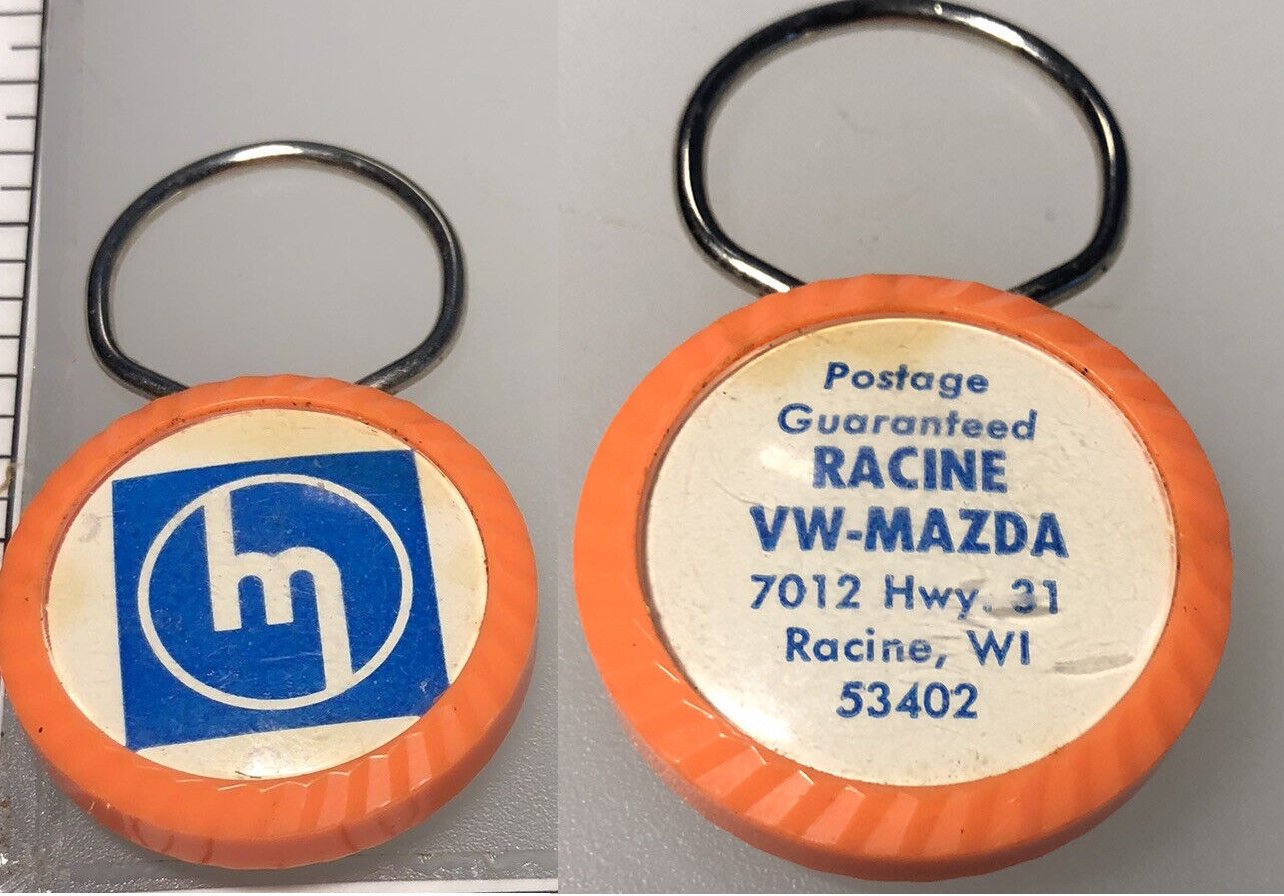 m
Postage
Guaranteed
RACINE
VW-MAZDA
7012 Hwy. 31
Racine, WI
53402